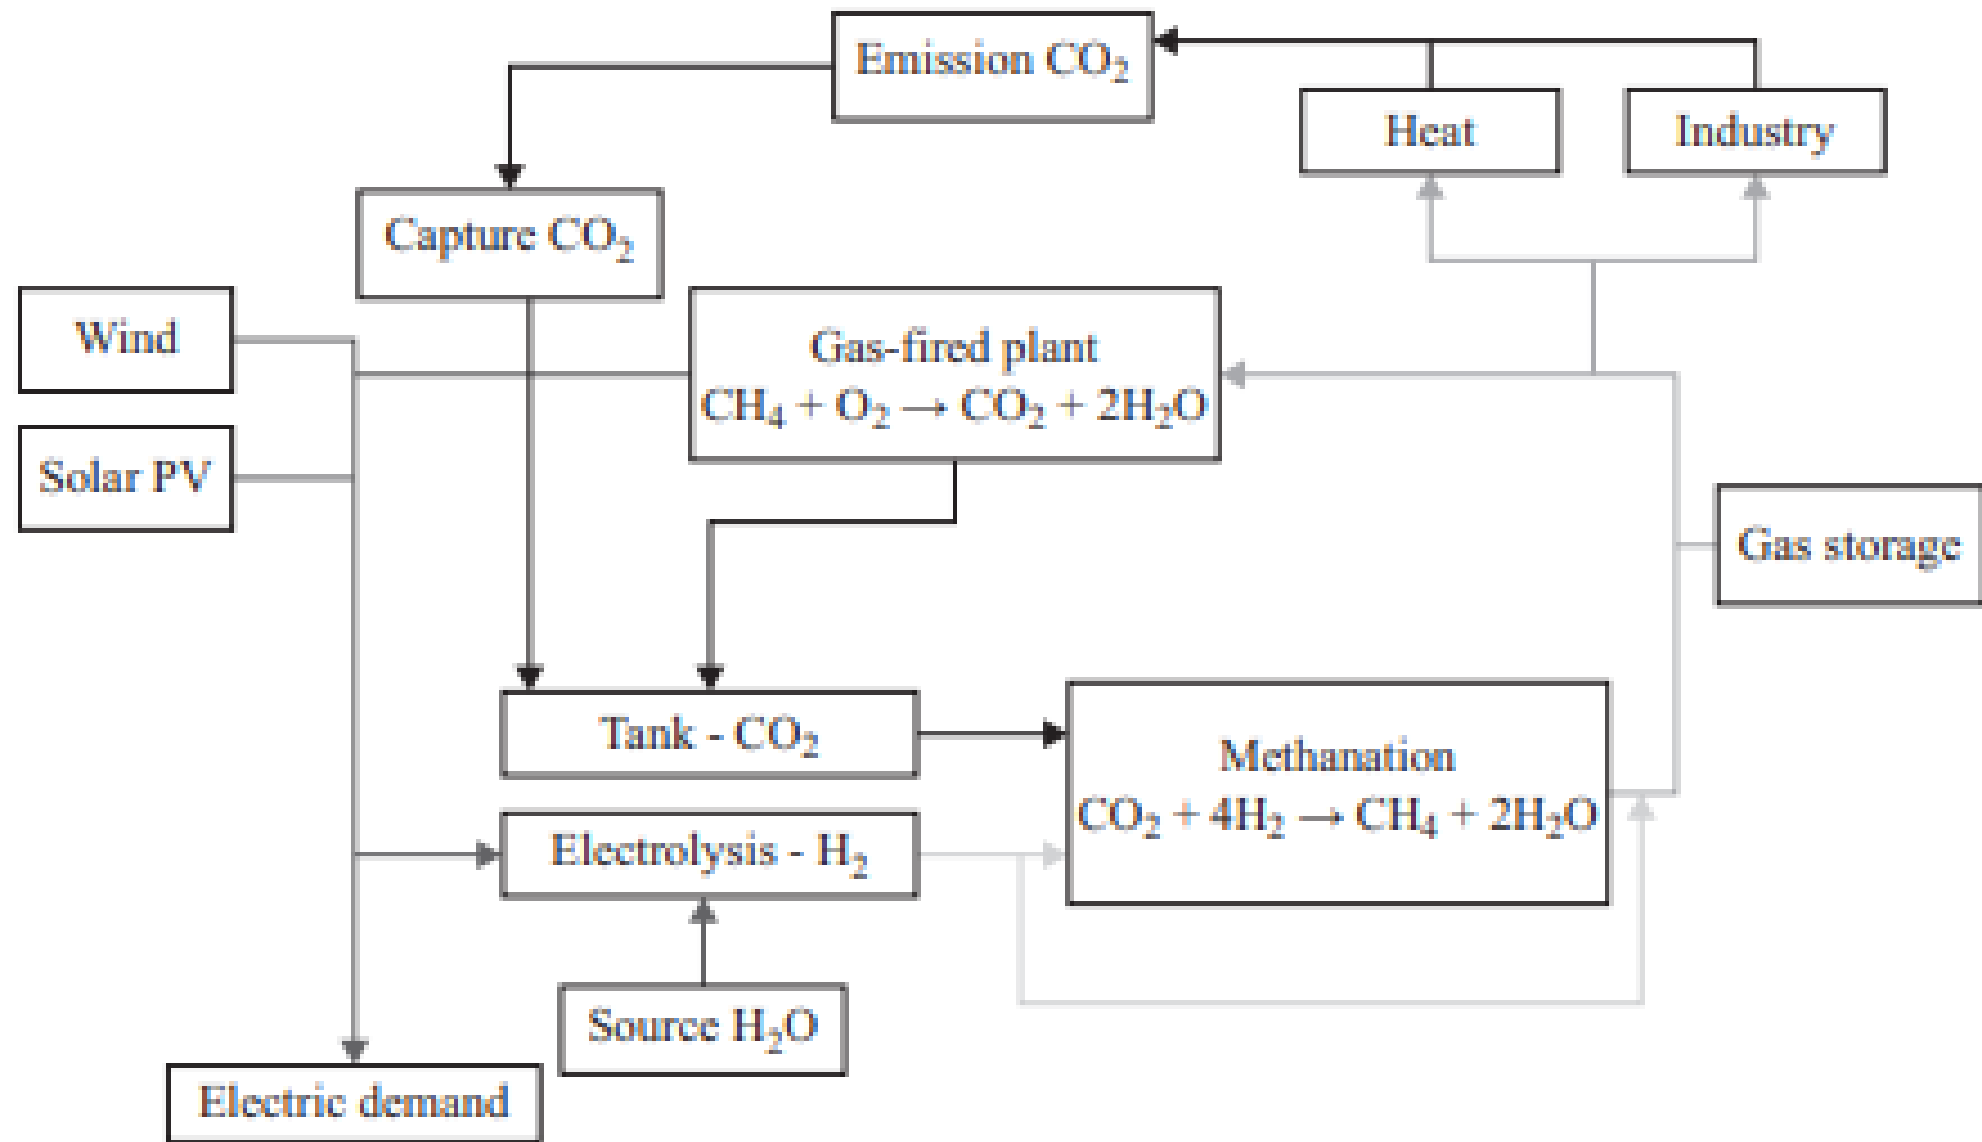 Emission CO₂
Heat
Industry
Capture CO₂
Wind
Gas-fired plant
CH₄ + O₂ → CO₂ + 2H₂O
Solar PV
Gas storage
Tank - CO₂
Methanation
CO₂ + 4H₂ → CH₄ + 2H₂O
Electrolysis - H₂
Source H₂O
Electric demand